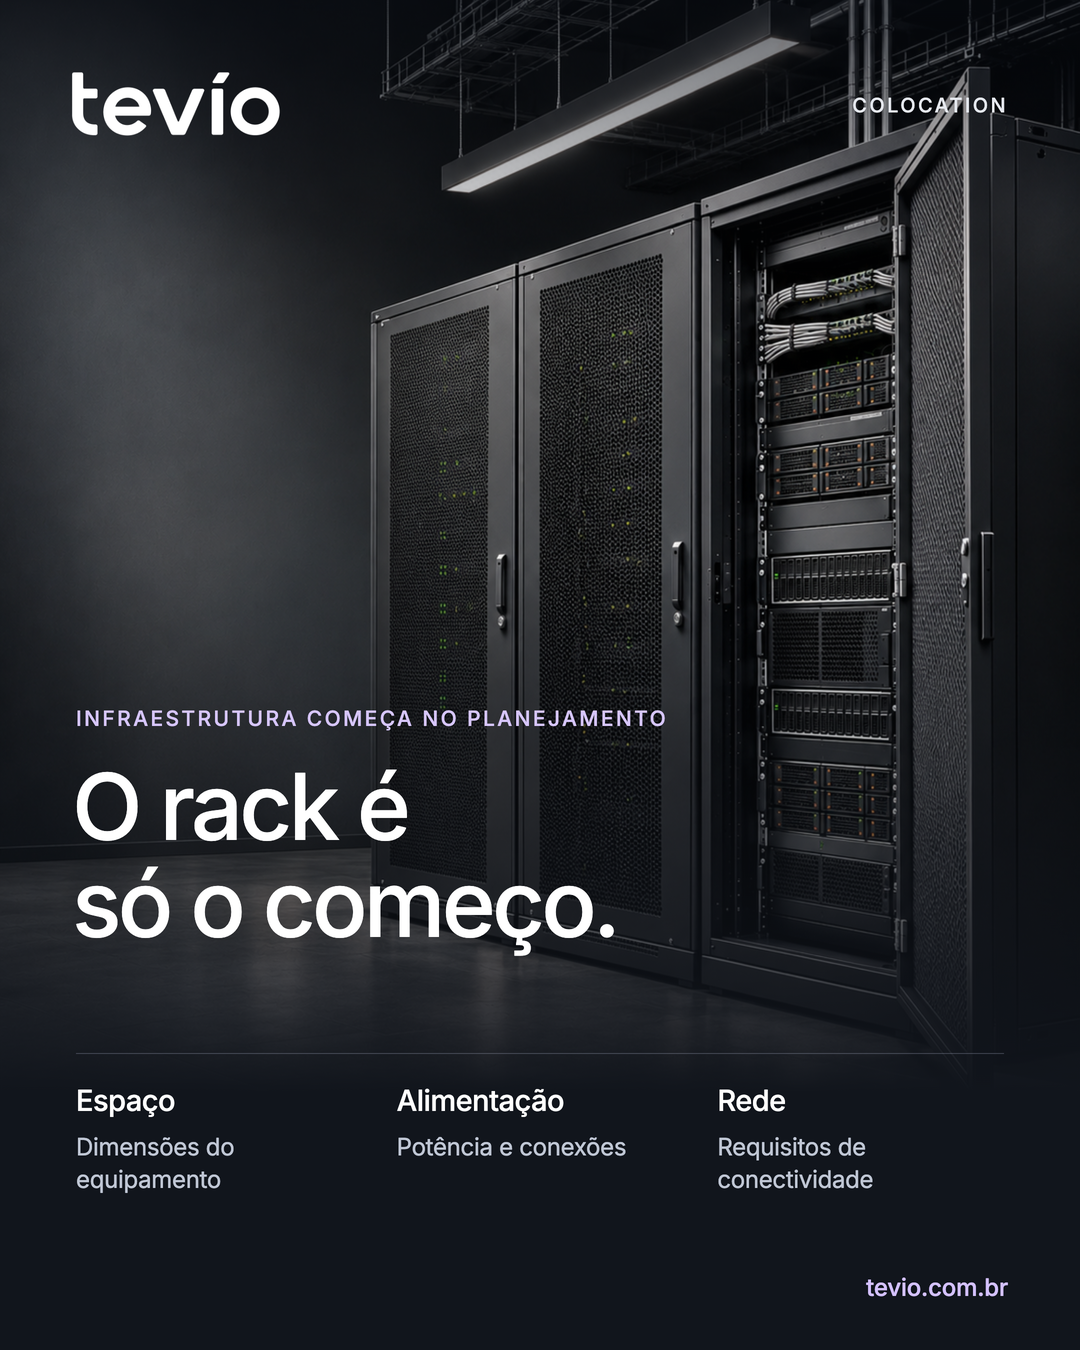 tevío
COLOCATION
INFRAESTRUTURA COMEÇA NO PLANEJAMENTO
O rack é
só o começo.
Espaço
Dimensões do
equipamento
Alimentação
Potência e conexões
Rede
Requisitos de
conectividade
tevio.com.br